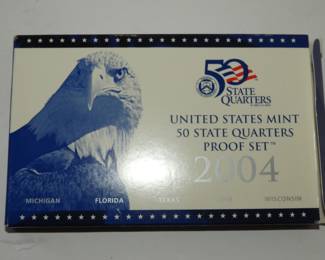 50
STATE
QUARTERS
UNITED STATES MINT
50 STATE QUARTERS
PROOF SET™
2004
MICHIGAN FLORIDA TEXAS WISCONSIN